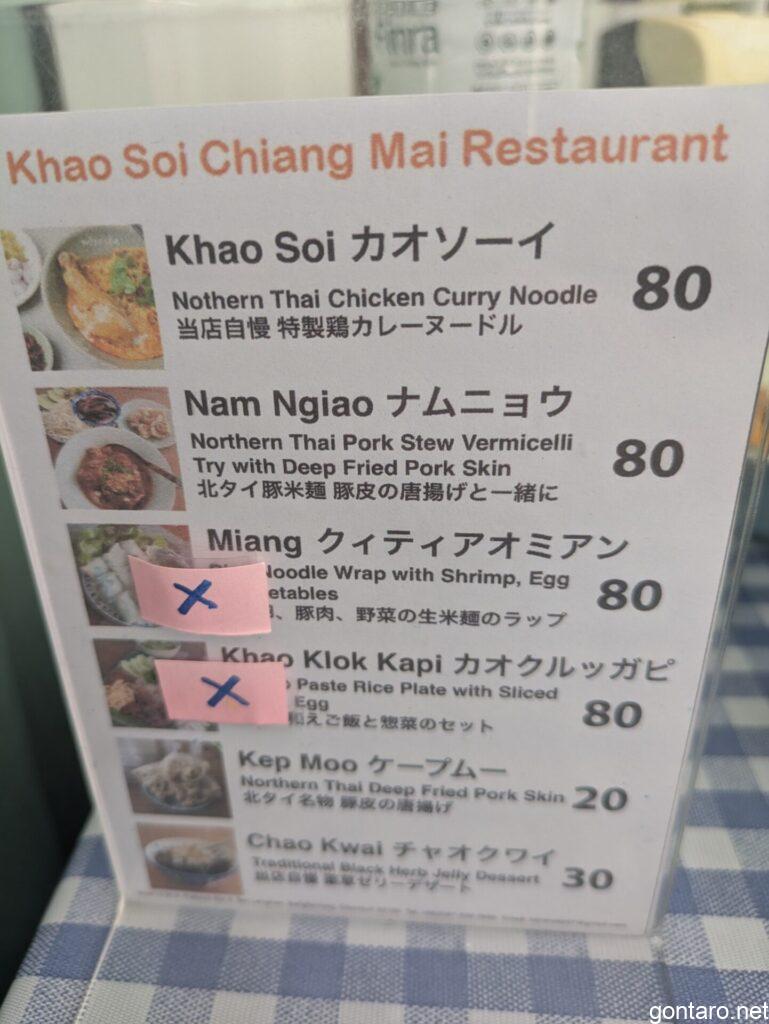 Khao Soi Chiang Mai Restaurant
Khao Soi カオソーイ
Nothern Thai Chicken Curry Noodle 80
当店自慢 特製鶏カレーヌードル
Nam Ngiao ナムニョウ
Northern Thai Pork Stew Vermicelli
Try with Deep Fried Pork Skin 80
北タイ豚米麺 豚皮の唐揚げと一緒に
Miang クィティアオミアン
Noodle Wrap with Shrimp, Egg 80
、豚肉、野菜の生米麺のラップ
Khao Klok Kapi カオクルッガピ
Paste Rice Plate with Sliced
Egg 80
和えご飯と惣菜のセット
Kep Moo ケープムー
Northern Thai Deep Fried Pork Skin 20
北タイ名物 豚皮の唐揚げ
Chao Kwai チャオクワイ
Traditional Black Herb Jelly Dessert 30
当店自慢 薬草ゼリーデザート
gontaro.net